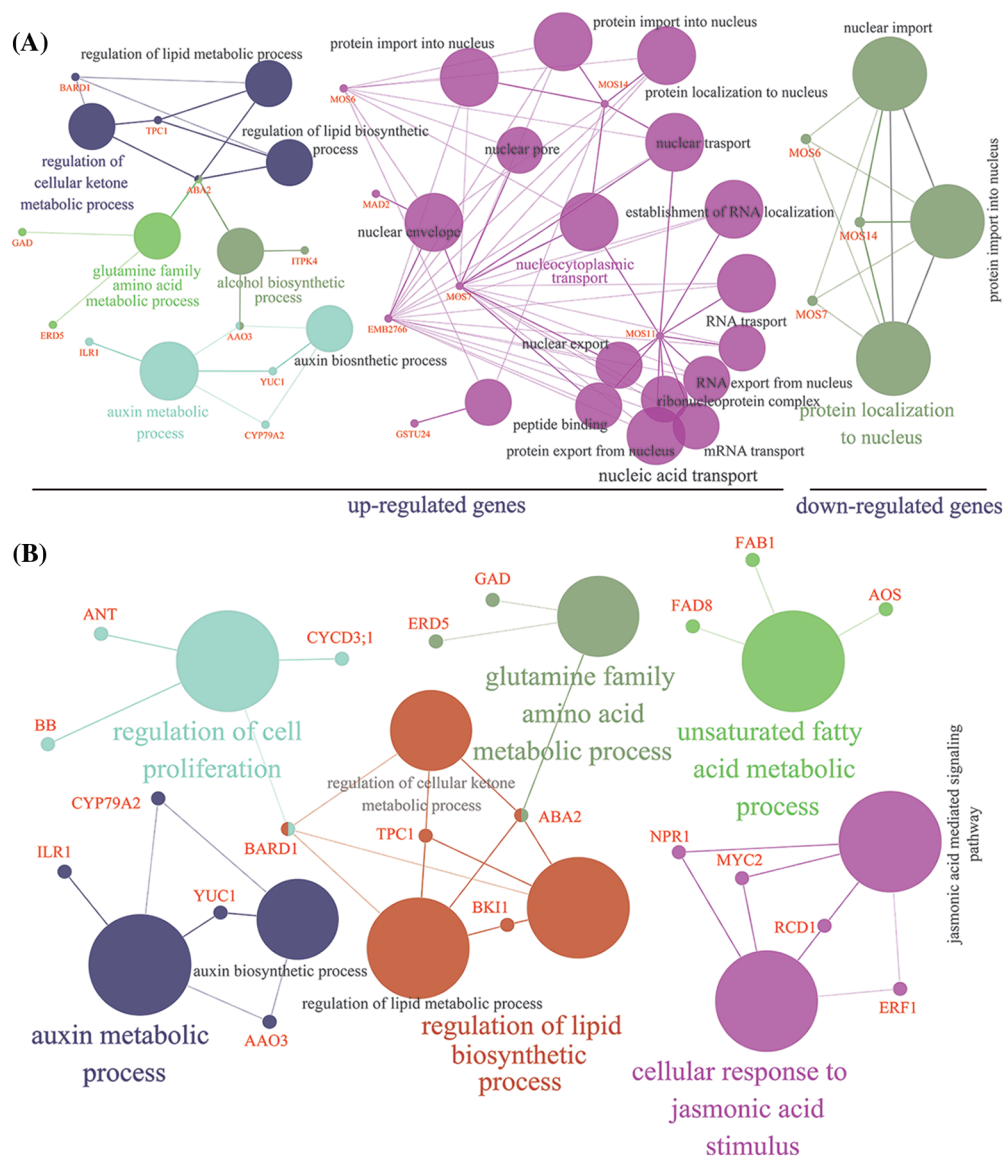 (A)
regulation of lipid metabolic process
BARD1
TPC1
regulation of lipid biosynthetic
process
regulation of
cellular ketone
metabolic process
ABA2
GAD
glutamine family
amino acid
metabolic process
ITPK4
alcohol biosynthetic
process
ERD5
AAO3
ILR1
auxin biosnthetic process
YUC1
auxin metabolic
process
CYP79A2
protein import into nucleus
protein import into nucleus
MOS14
MOS6
protein localization to nucleus
nuclear trasport
nuclear pore
MAD2
establishment of RNA localization
nuclear envelope
nucleocytoplasmic
transport
MOS7
EMB2766
RNA trasport
MOS11
nuclear export
RNA export from nucleus
ribonucleoprotein complex
peptide binding
GSTU24
protein export from nucleus
mRNA transport
nucleic acid transport
nuclear import
MOS6
MOS14
protein import into nucleus
MOS7
protein localization
to nucleus
up-regulated genes
down-regulated genes
(B)
ANT
CYCD3;1
BB
regulation of cell
proliferation
GAD
ERD5
glutamine family
amino acid
metabolic process
FAB1
FAD8
AOS
unsaturated fatty
acid metabolic
process
CYP79A2
ILR1
YUC1
auxin biosynthetic process
AAO3
auxin metabolic
process
BARD1
regulation of cellular ketone
metabolic process
TPC1
ABA2
BKI1
regulation of lipid metabolic process
regulation of lipid
biosynthetic
process
NPR1
MYC2
RCD1
ERF1
jasmonic acid mediated signaling
pathway
cellular response to
jasmonic acid
stimulus